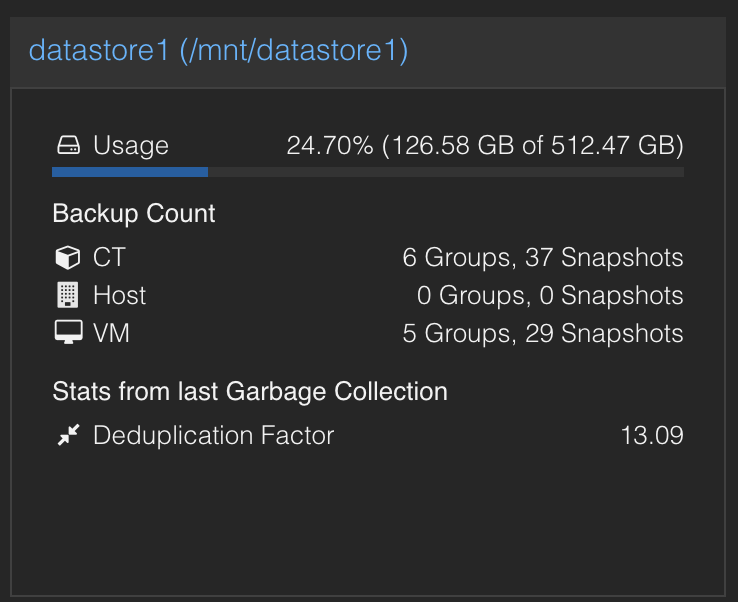 datastore1 (/mnt/datastore1)
Usage 24.70% (126.58 GB of 512.47 GB)
Backup Count
CT 6 Groups, 37 Snapshots
Host 0 Groups, 0 Snapshots
VM 5 Groups, 29 Snapshots
Stats from last Garbage Collection
Deduplication Factor 13.09